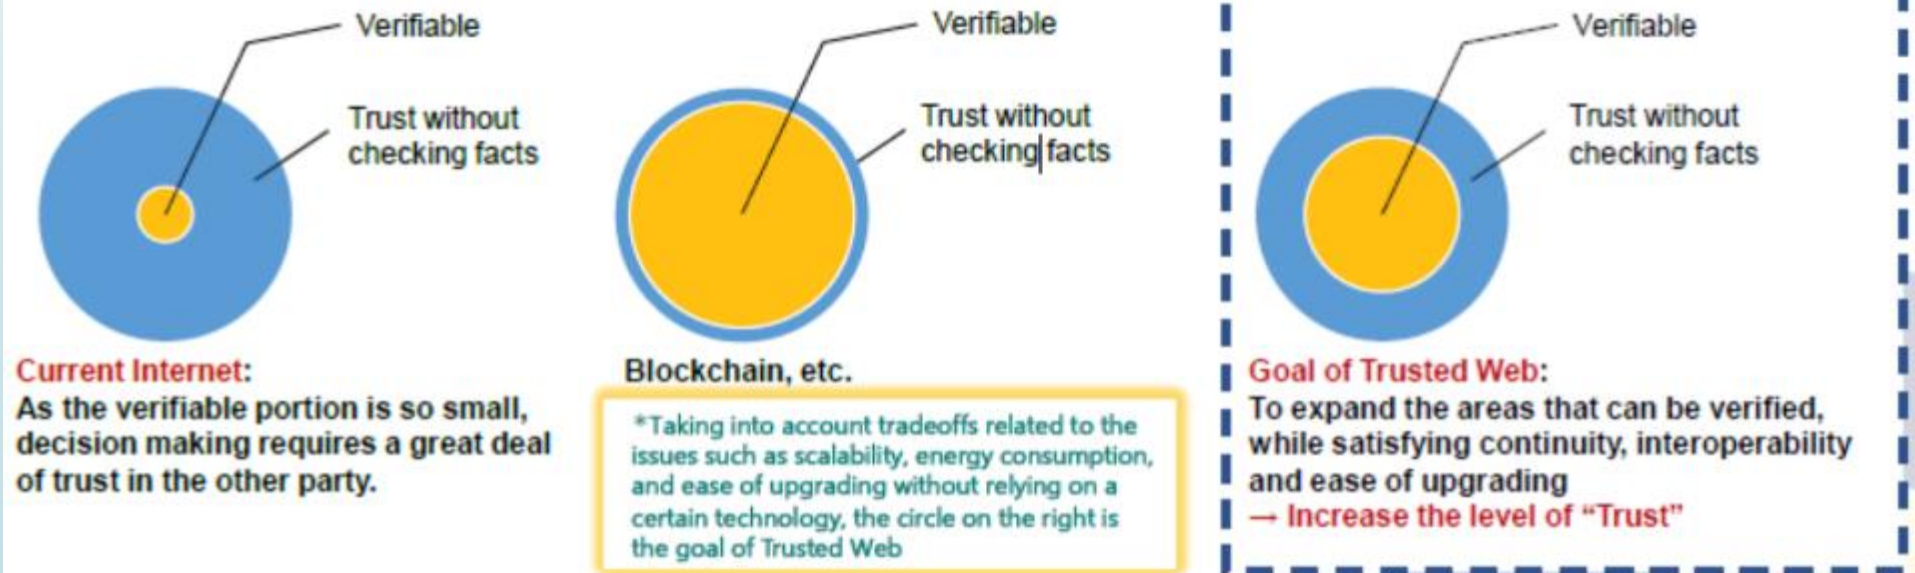 Verifiable
Trust without
checking facts
Current Internet:
As the verifiable portion is so small,
decision making requires a great deal
of trust in the other party.
Verifiable
Trust without
checking facts
Blockchain, etc.
*Taking into account tradeoffs related to the
issues such as scalability, energy consumption,
and ease of upgrading without relying on a
certain technology, the circle on the right is
the goal of Trusted Web
Verifiable
Trust without
checking facts
Goal of Trusted Web:
To expand the areas that can be verified,
while satisfying continuity, interoperability
and ease of upgrading
→ Increase the level of “Trust”